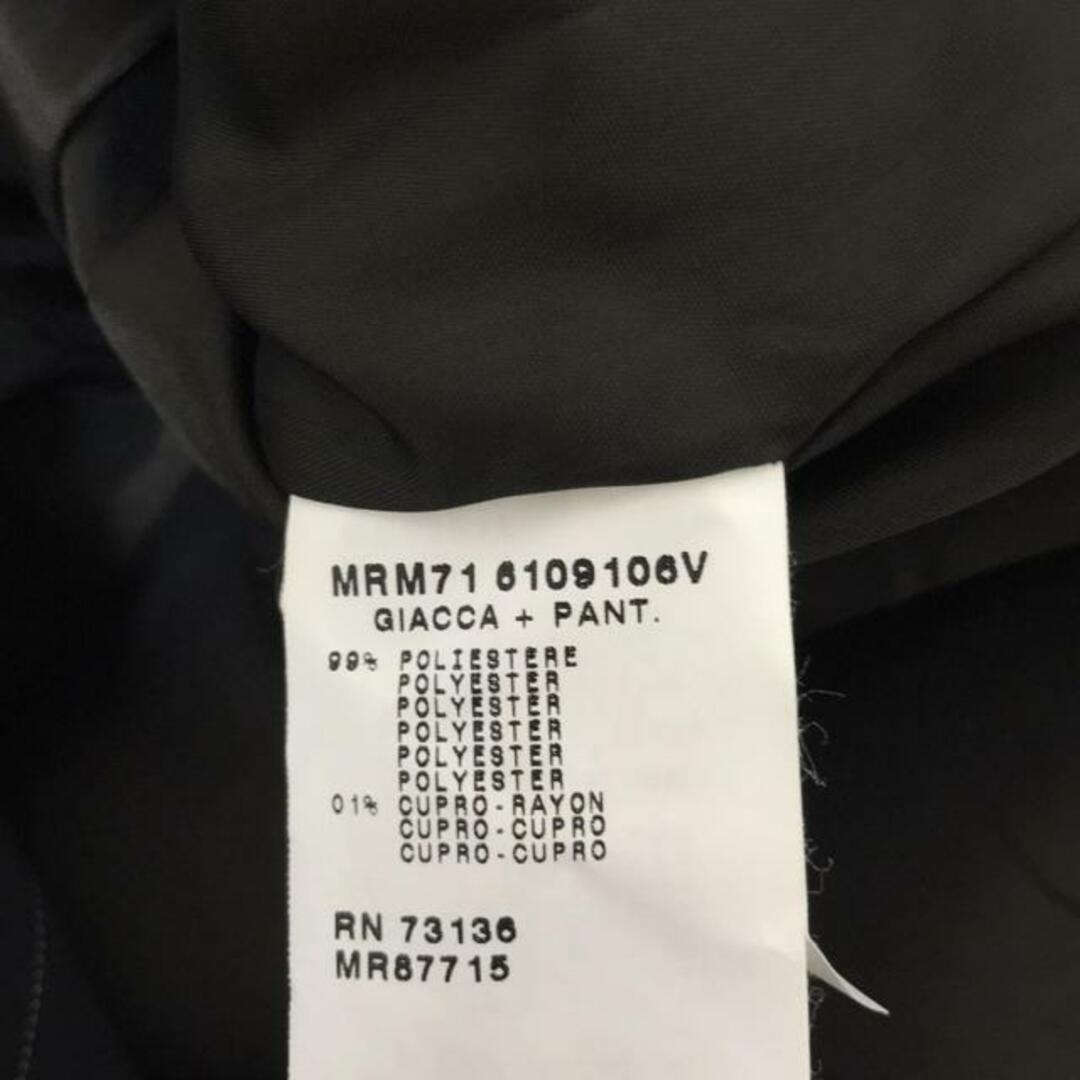 MRM71 6109106V
GIACCA + PANT.
99% POLIESTERE
POLYESTER
POLYESTER
POLYESTER
POLYESTER
POLYESTER
01% CUPRO-RAYON
CUPRO-CUPRO
CUPRO-CUPRO
RN 73136
MR87715